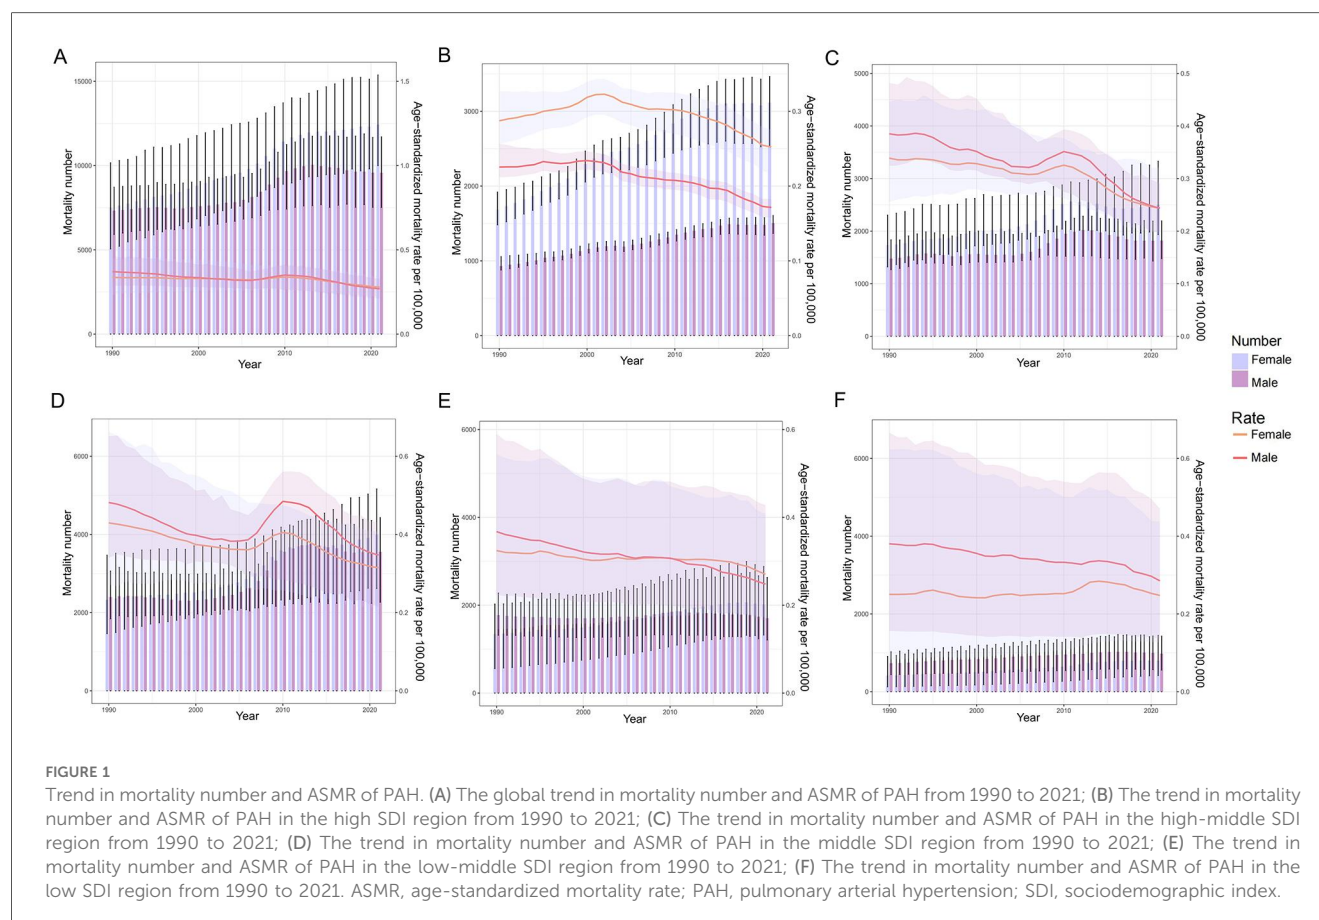 A
Mortality number
15000
10000
5000
0
1.5
1.0
0.5
0.0
Age-standardized mortality rate per 100,000
1990
2000
2010
2020
Year
B
Mortality number
3000
2000
1000
0
0.3
0.2
0.1
0.0
Age-standardized mortality rate per 100,000
1990
2000
2010
2020
Year
C
Mortality number
5000
4000
3000
2000
1000
0
0.5
0.4
0.3
0.2
0.1
0.0
Age-standardized mortality rate per 100,000
1990
2000
2010
2020
Year
Number
Female
Male
Rate
Female
Male
D
Mortality number
6000
4000
2000
0
0.6
0.4
0.2
0.0
Age-standardized mortality rate per 100,000
1990
2000
2010
2020
Year
E
Mortality number
6000
4000
2000
0
0.6
0.4
0.2
0.0
Age-standardized mortality rate per 100,000
1990
2000
2010
2020
Year
F
Mortality number
6000
4000
2000
0
0.6
0.4
0.2
0.0
Age-standardized mortality rate per 100,000
1990
2000
2010
2020
Year
FIGURE 1
Trend in mortality number and ASMR of PAH. (A) The global trend in mortality number and ASMR of PAH from 1990 to 2021; (B) The trend in mortality
number and ASMR of PAH in the high SDI region from 1990 to 2021; (C) The trend in mortality number and ASMR of PAH in the high-middle SDI
region from 1990 to 2021; (D) The trend in mortality number and ASMR of PAH in the middle SDI region from 1990 to 2021; (E) The trend in
mortality number and ASMR of PAH in the low-middle SDI region from 1990 to 2021; (F) The trend in mortality number and ASMR of PAH in the
low SDI region from 1990 to 2021. ASMR, age-standardized mortality rate; PAH, pulmonary arterial hypertension; SDI, sociodemographic index.